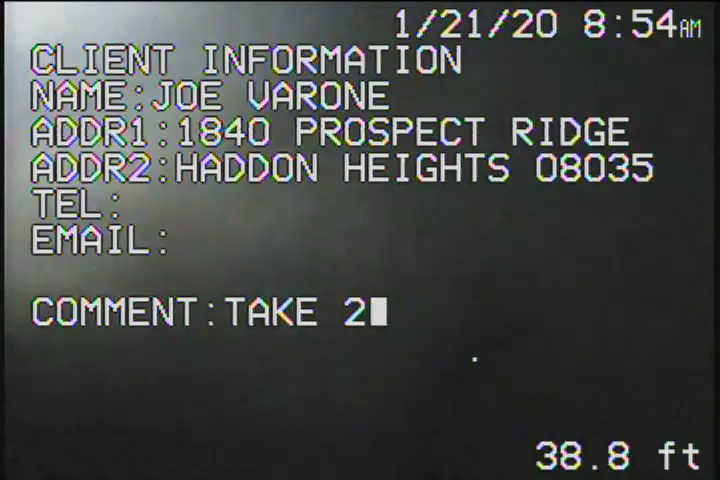 1/21/20 8:54AM
CLIENT INFORMATION
NAME:JOE VARONE
ADDR1:1840 PROSPECT RIDGE
ADDR2:HADDON HEIGHTS 08035
TEL:
EMAIL:
COMMENT:TAKE 2
38.8 ft